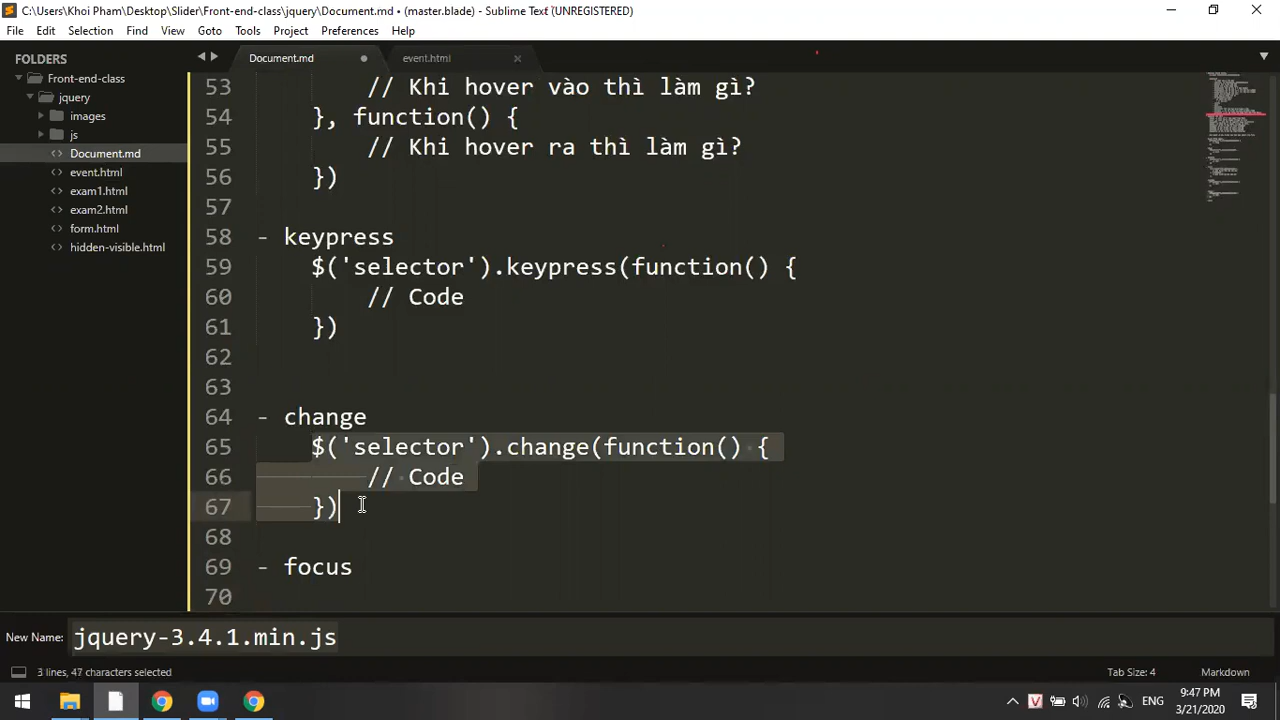 C:\Users\Khoi Pham\Desktop\Slider\Front-end-class\jquery\Document.md • (master.blade) - Sublime Text (UNREGISTERED)
File Edit Selection Find View Goto Tools Project Preferences Help
FOLDERS
Front-end-class
jquery
images
js
Document.md
event.html
exam1.html
exam2.html
form.html
hidden-visible.html
Document.md
event.html
53 // Khi hover vào thì làm gì?
54 }, function() {
55 // Khi hover ra thì làm gì?
56 })
57
58 - keypress
59 $('selector').keypress(function() {
60 // Code
61 })
62
63
64 - change
65 $('selector').change(function() {
66 // Code
67 })
68
69 - focus
70
New Name: jquery-3.4.1.min.js
3 lines, 47 characters selected
Tab Size: 4
Markdown
ENG
9:47 PM
3/21/2020